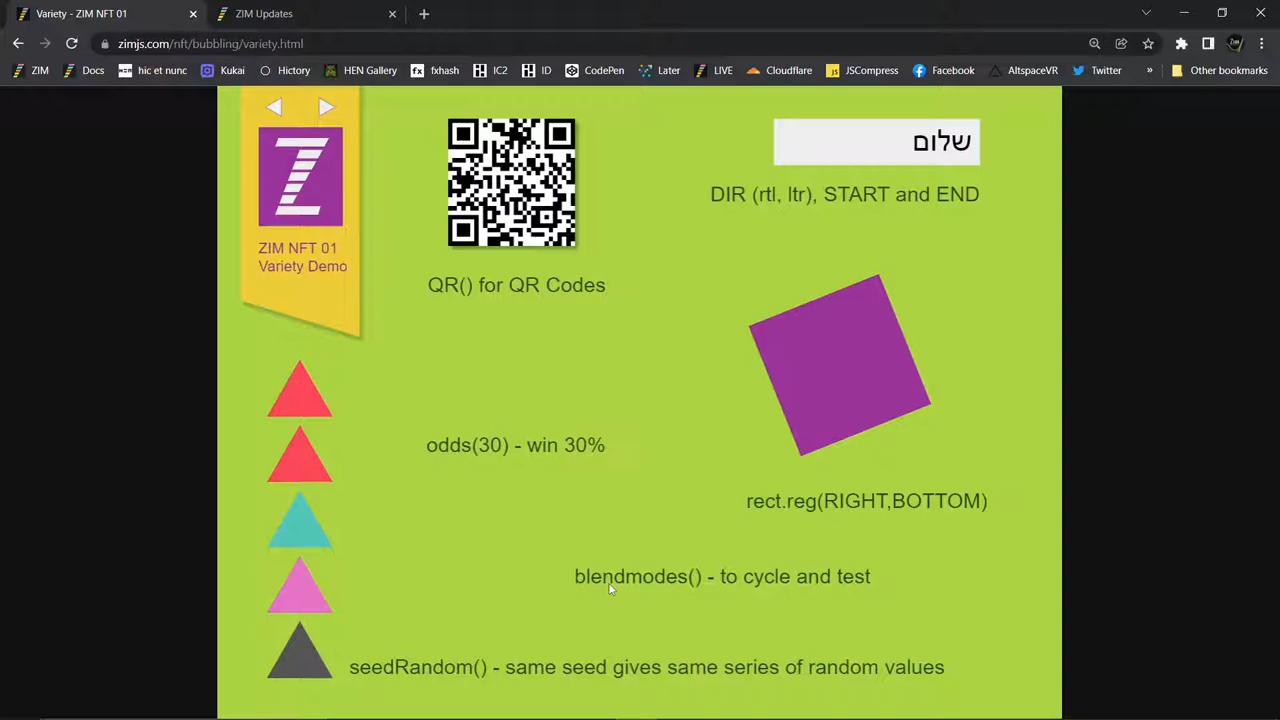 Variety - ZIM NFT 01
ZIM Updates
zimjs.com/nft/bubbling/variety.html
ZIM
Docs
hic et nunc
Kukai
Hictory
HEN Gallery
fxhash
IC2
ID
CodePen
Later
LIVE
Cloudflare
JSCompress
Facebook
AltspaceVR
Twitter
»
Other bookmarks
Z
ZIM NFT 01
Variety Demo
QR() for QR Codes
שלום
DIR (rtl, ltr), START and END
odds(30) - win 30%
rect.reg(RIGHT,BOTTOM)
blendmodes() - to cycle and test
seedRandom() - same seed gives same series of random values